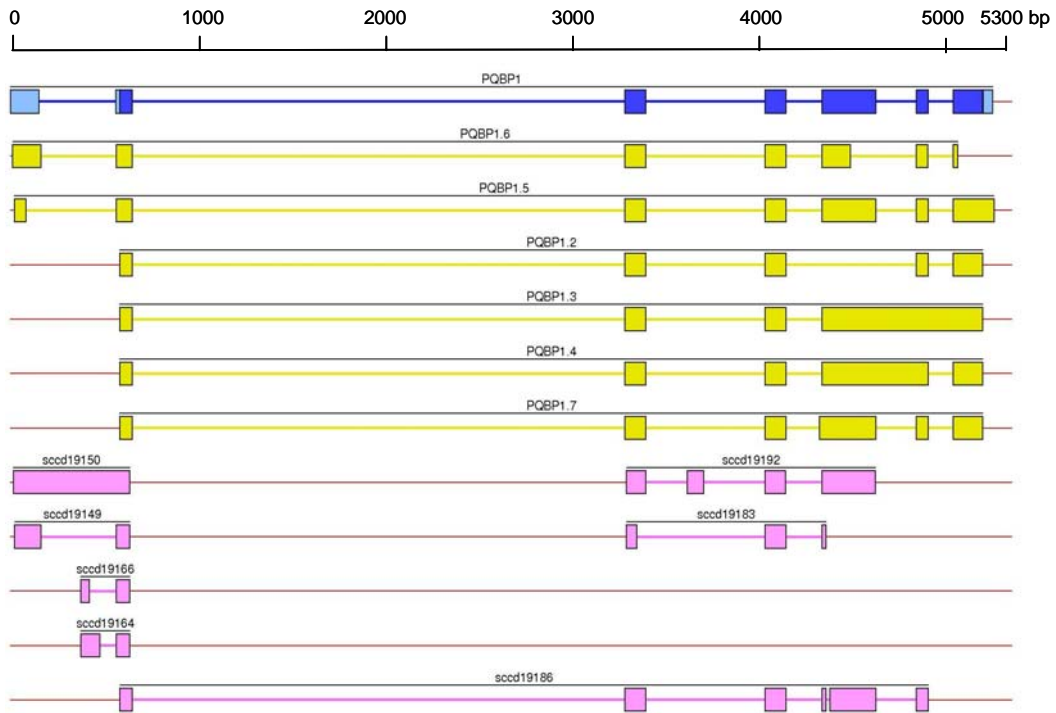 0 1000 2000 3000 4000 5000 5300 bp
PQBP1
PQBP1.6
PQBP1.5
PQBP1.2
PQBP1.3
PQBP1.4
PQBP1.7
sccd19150 sccd19192
sccd19149 sccd19183
sccd19166
sccd19164
sccd19186